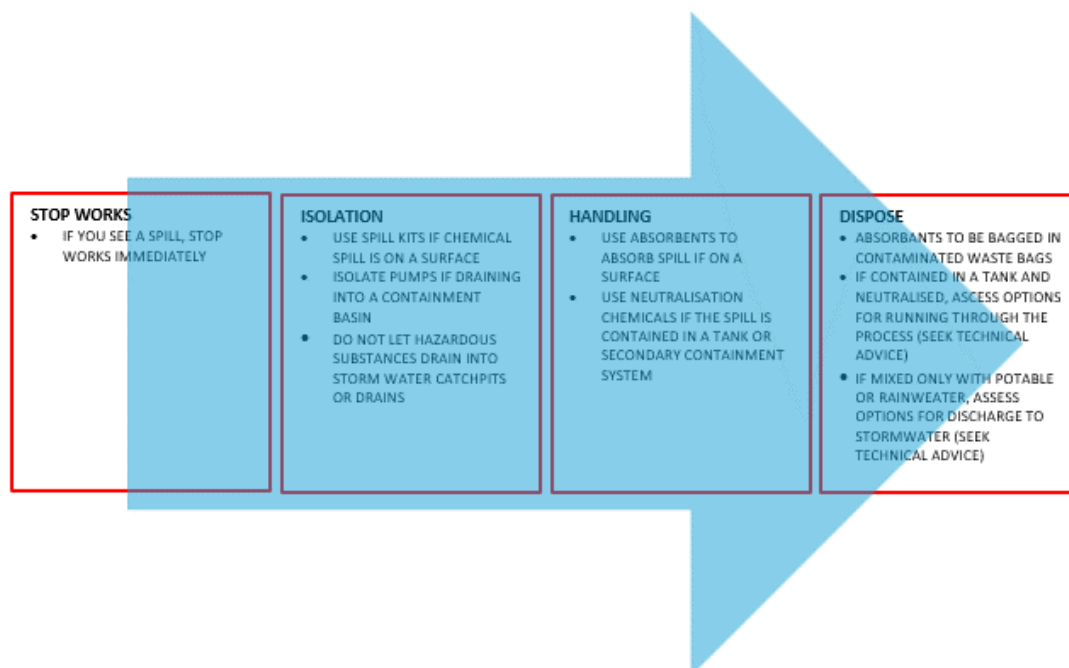 STOP WORKS
• IF YOU SEE A SPILL, STOP
WORKS IMMEDIATELY
ISOLATION
• USE SPILL KITS IF CHEMICAL
SPILL IS ON A SURFACE
• ISOLATE PUMPS IF DRAINING
INTO A CONTAINMENT
BASIN
• DO NOT LET HAZARDOUS
SUBSTANCES DRAIN INTO
STORM WATER CATCHPITS
OR DRAINS
HANDLING
• USE ABSORBENTS TO
ABSORB SPILL IF ON A
SURFACE
• USE NEUTRALISATION
CHEMICALS IF THE SPILL IS
CONTAINED IN A TANK OR
SECONDARY CONTAINMENT
SYSTEM
DISPOSE
• ABSORBANTS TO BE BAGGED IN
CONTAMINATED WASTE BAGS
• IF CONTAINED IN A TANK AND
NEUTRALISED, ASCESS OPTIONS
FOR RUNNING THROUGH THE
PROCESS (SEEK TECHNICAL
ADVICE)
• IF MIXED ONLY WITH POTABLE
OR RAINWEATER, ASSESS
OPTIONS FOR DISCHARGE TO
STORMWATER (SEEK
TECHNICAL ADVICE)